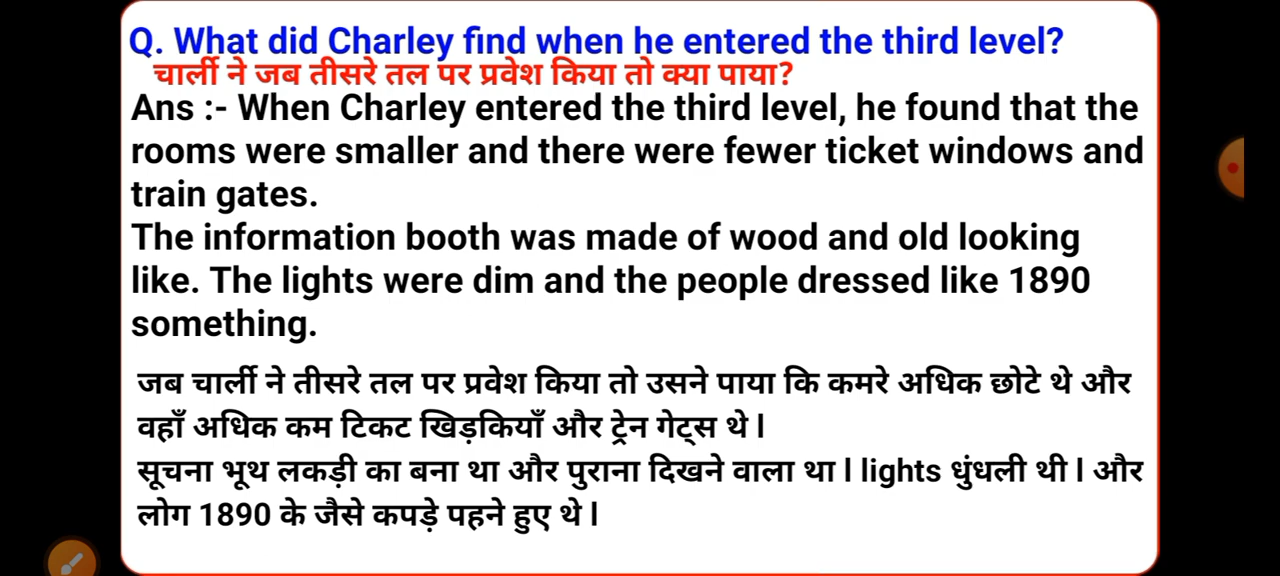 Q. What did Charley find when he entered the third level?
चार्ली ने जब तीसरे तल पर प्रवेश किया तो क्या पाया?
Ans :- When Charley entered the third level, he found that the
rooms were smaller and there were fewer ticket windows and
train gates.
The information booth was made of wood and old looking
like. The lights were dim and the people dressed like 1890
something.
जब चार्ली ने तीसरे तल पर प्रवेश किया तो उसने पाया कि कमरे अधिक छोटे थे और
वहाँ अधिक कम टिकट खिड़कियाँ और ट्रेन गेट्स थे l
सूचना भूथ लकड़ी का बना था और पुराना दिखने वाला था l lights धुंधली थी l और
लोग 1890 के जैसे कपड़े पहने हुए थे l